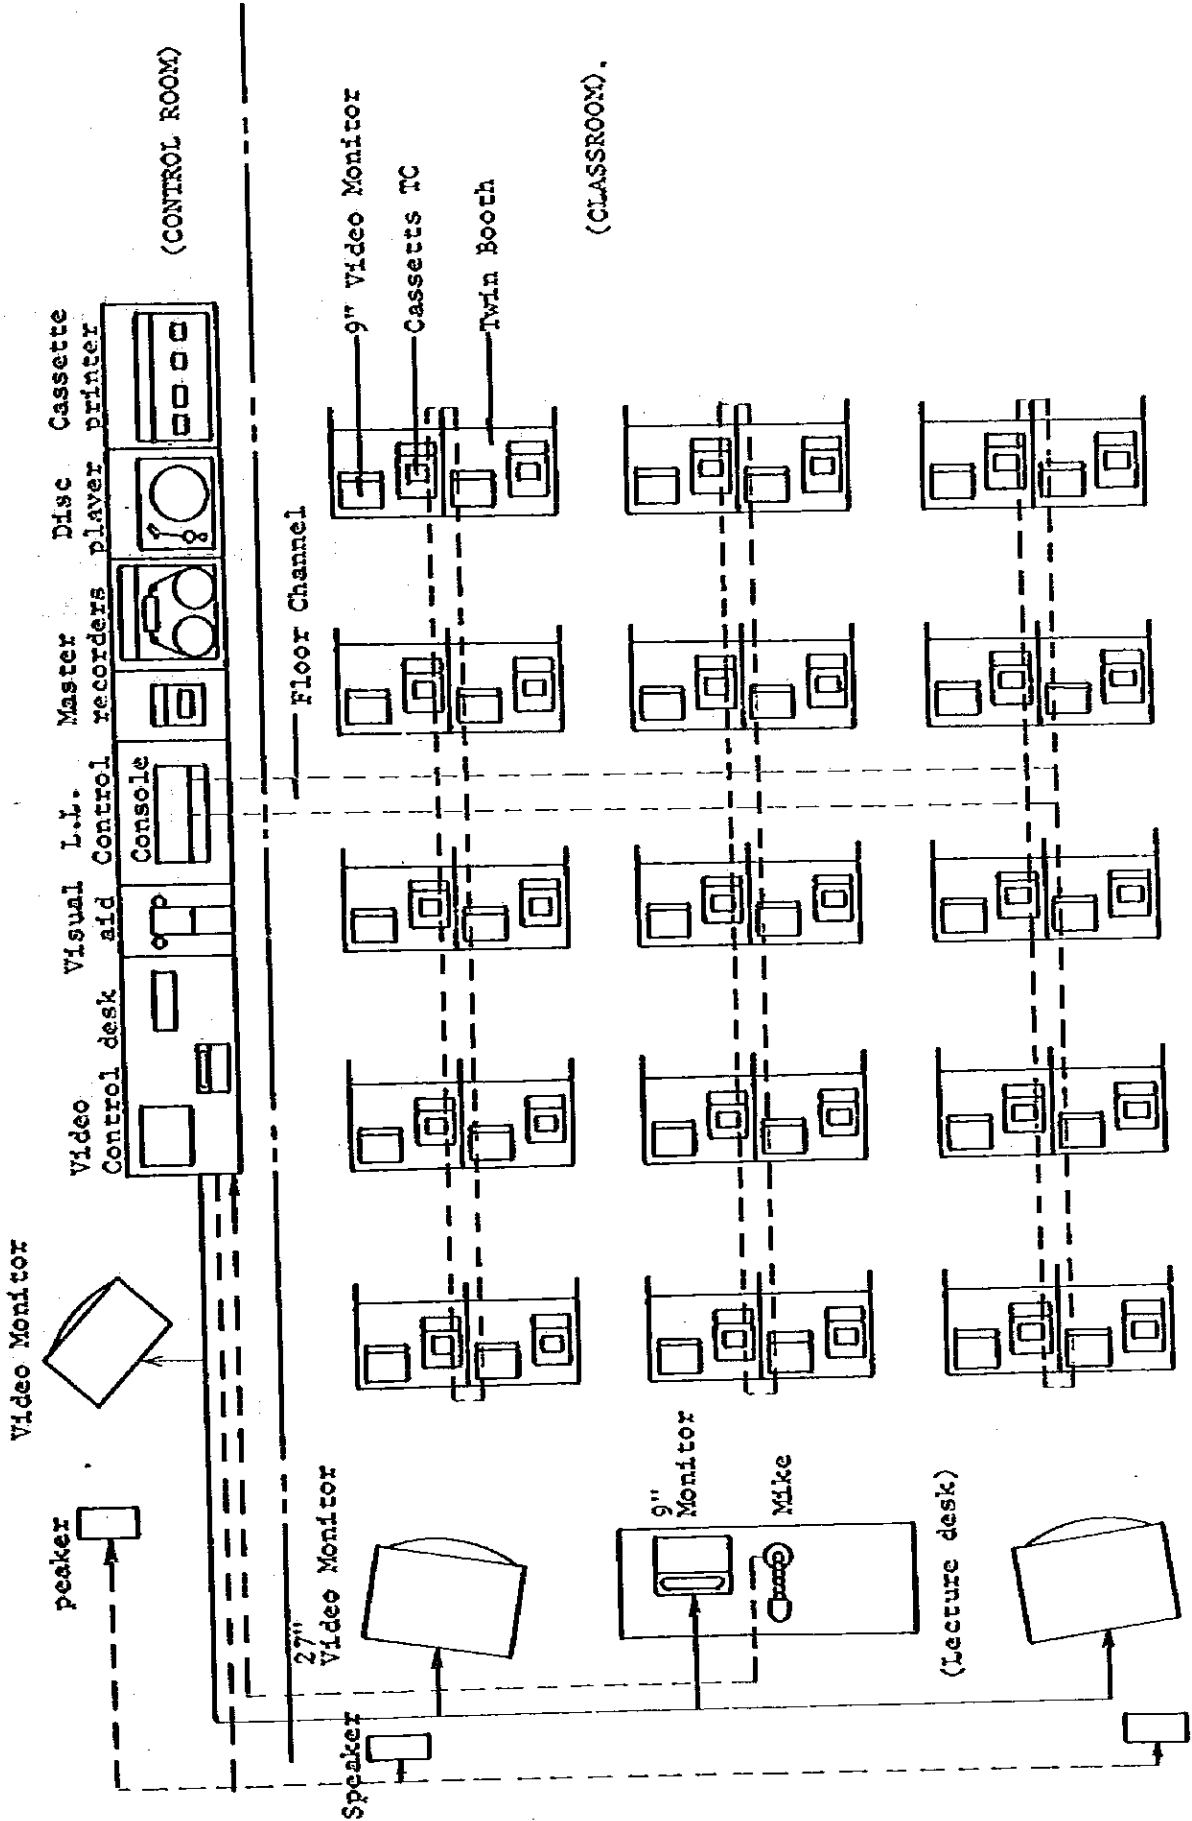 (CONTROL ROOM)
Video
Control desk
Visual
aid
L.L.
Control
Console
Master
recorders
Disc
player
Cassette
printer
Video Monitor
peaker
Floor Channel
9" Video Monitor
Cassetts TC
Twin Booth
(CLASSROOM).
27"
Video Monitor
9"
Monitor
Mike
(Lecture desk)
Speaker